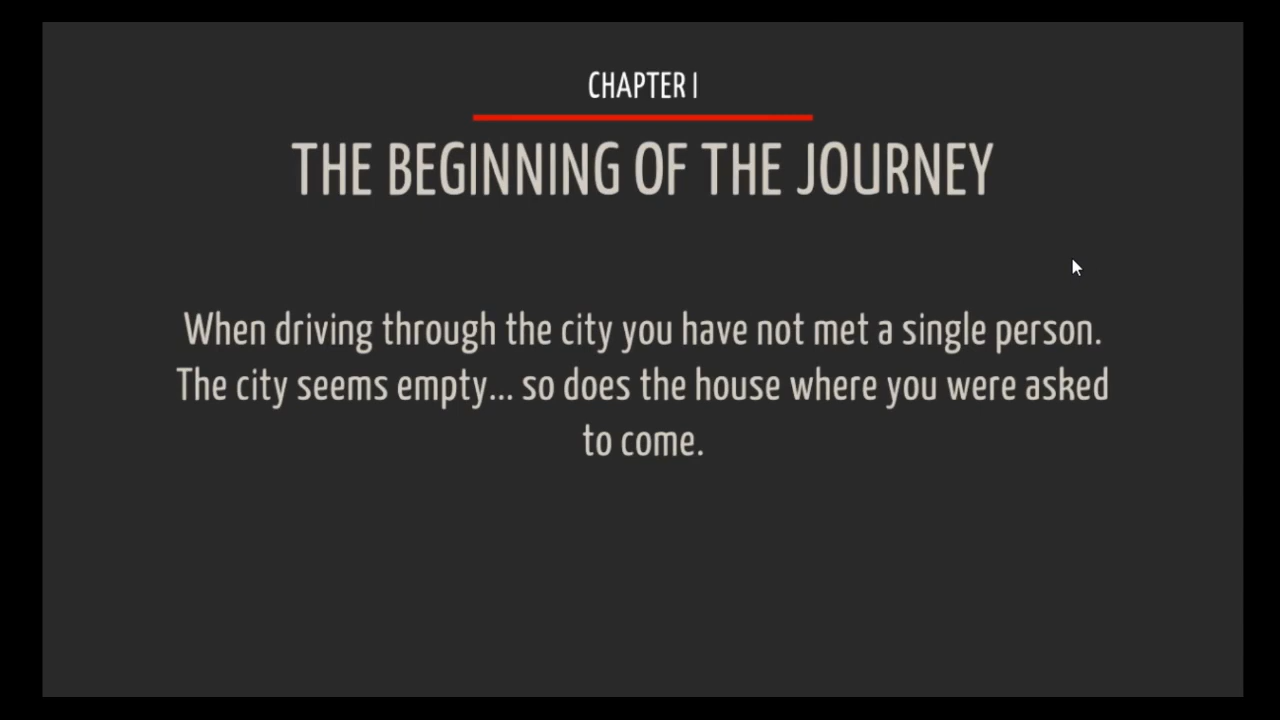 CHAPTER I
THE BEGINNING OF THE JOURNEY
When driving through the city you have not met a single person.
The city seems empty... so does the house where you were asked
to come.